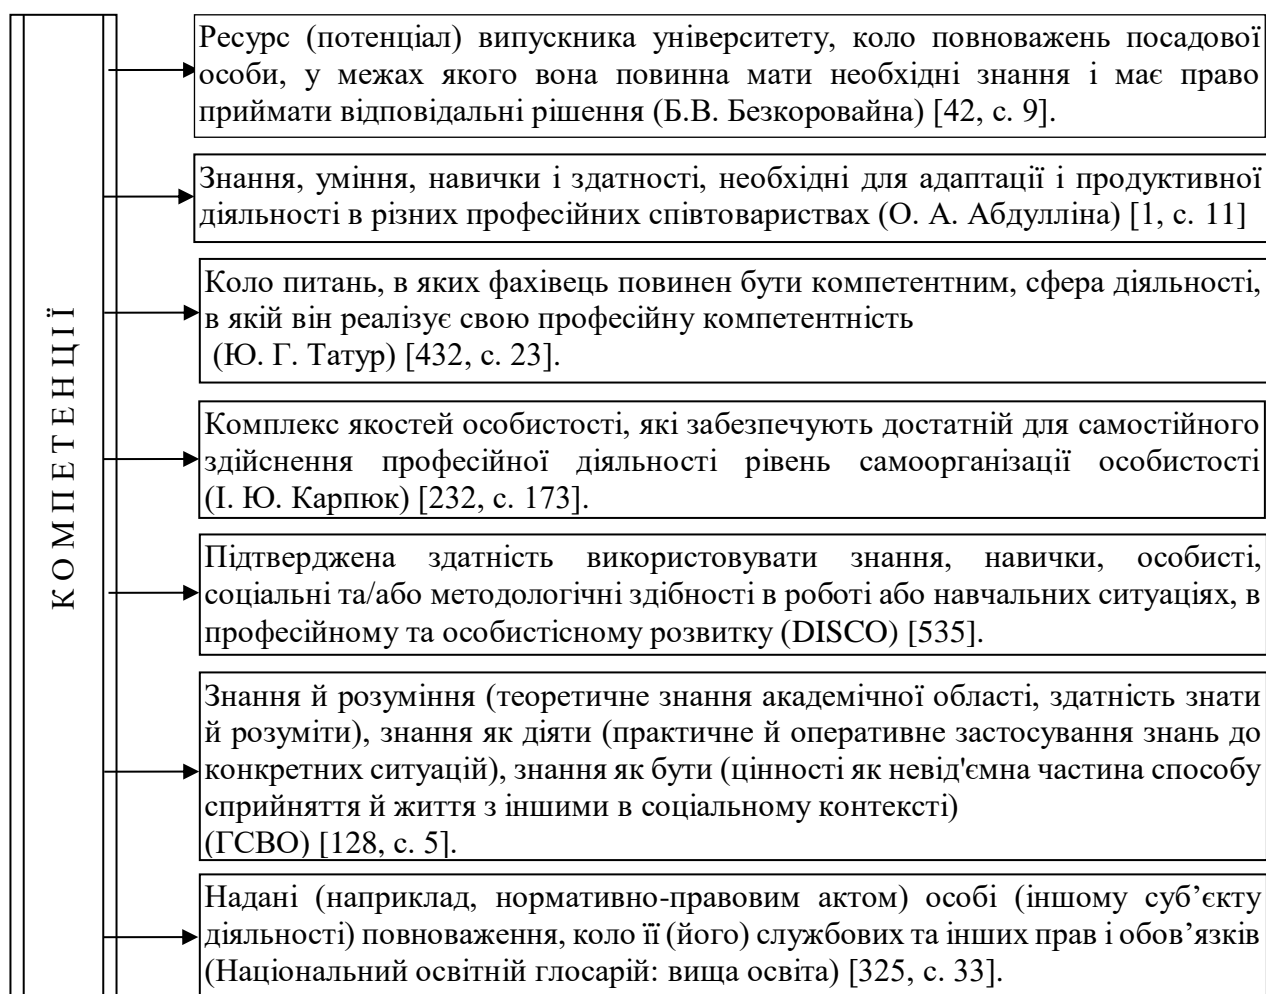 КОМПЕТЕНЦІЇ
Ресурс (потенціал) випускника університету, коло повноважень посадової
особи, у межах якого вона повинна мати необхідні знання і має право
приймати відповідальні рішення (Б.В. Безкоровайна) [42, с. 9].
Знання, уміння, навички і здатності, необхідні для адаптації і продуктивної
діяльності в різних професійних співтовариствах (О. А. Абдулліна) [1, с. 11]
Коло питань, в яких фахівець повинен бути компетентним, сфера діяльності,
в якій він реалізує свою професійну компетентність
(Ю. Г. Татур) [432, с. 23].
Комплекс якостей особистості, які забезпечують достатній для самостійного
здійснення професійної діяльності рівень самоорганізації особистості
(І. Ю. Карпюк) [232, с. 173].
Підтверджена здатність використовувати знання, навички, особисті,
соціальні та/або методологічні здібності в роботі або навчальних ситуаціях, в
професійному та особистісному розвитку (DISCO) [535].
Знання й розуміння (теоретичне знання академічної області, здатність знати
й розуміти), знання як діяти (практичне й оперативне застосування знань до
конкретних ситуацій), знання як бути (цінності як невід'ємна частина способу
сприйняття й життя з іншими в соціальному контексті)
(ГСВО) [128, с. 5].
Надані (наприклад, нормативно-правовим актом) особі (іншому суб’єкту
діяльності) повноваження, коло її (його) службових та інших прав і обов’язків
(Національний освітній глосарій: вища освіта) [325, с. 33].